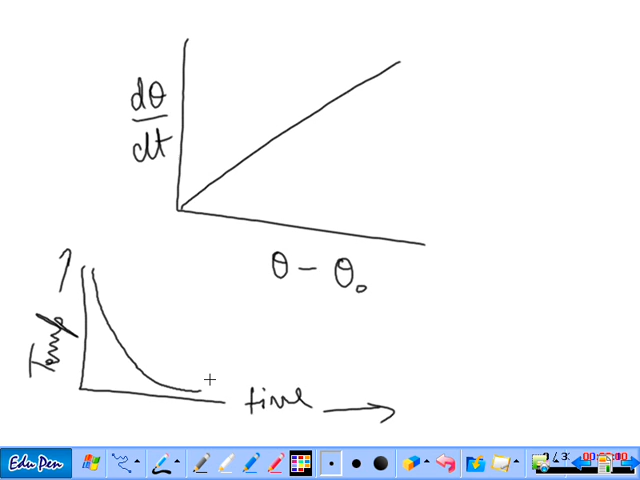 dθ
dt
θ - θ₀
Temp
time
Edu Pen